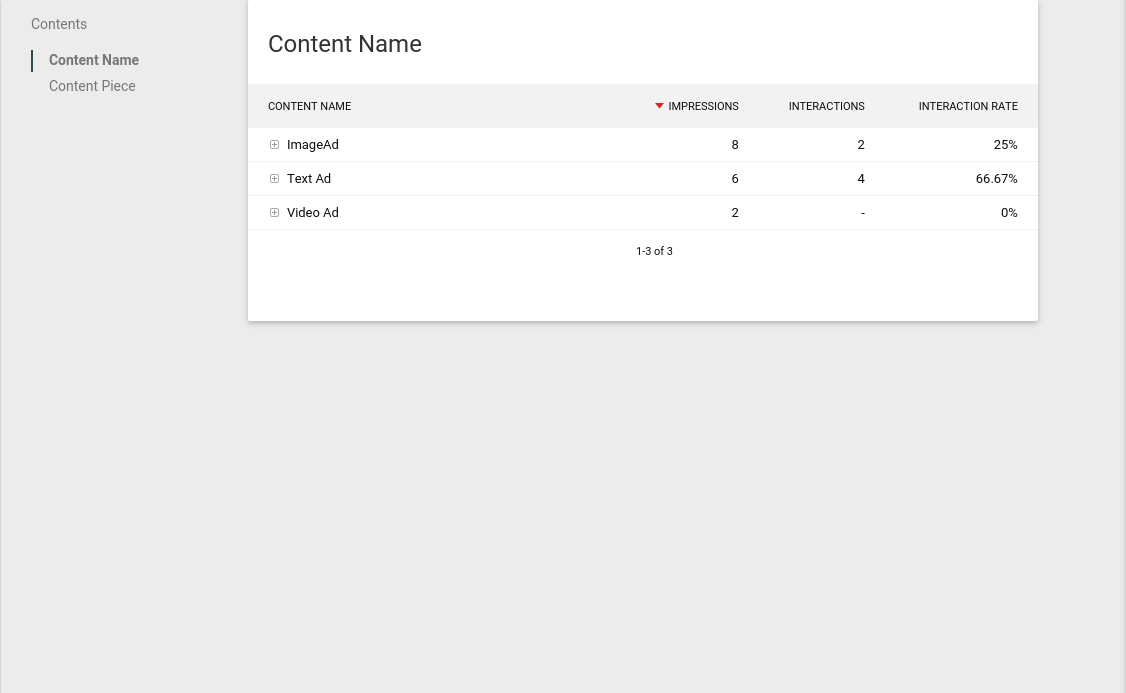 Contents
Content Name
Content Piece
Content Name
CONTENT NAME IMPRESSIONS INTERACTIONS INTERACTION RATE
ImageAd 8 2 25%
Text Ad 6 4 66.67%
Video Ad 2 - 0%
1-3 of 3